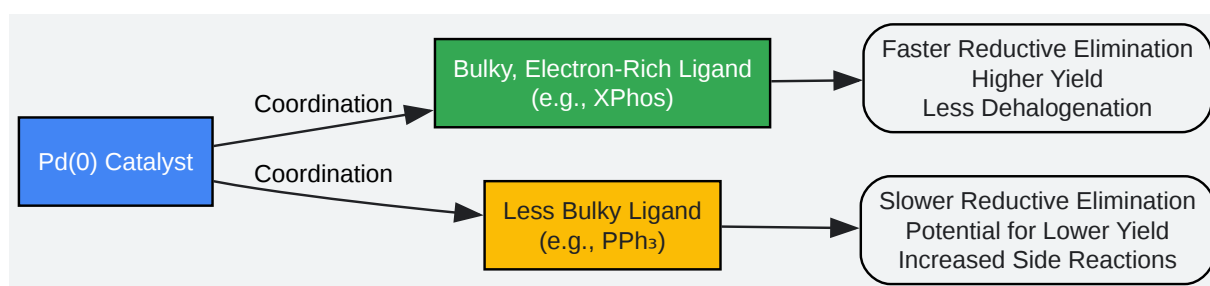 Pd(0) Catalyst
Coordination
Coordination
Bulky, Electron-Rich Ligand
(e.g., XPhos)
Less Bulky Ligand
(e.g., PPh₃)
Faster Reductive Elimination
Higher Yield
Less Dehalogenation
Slower Reductive Elimination
Potential for Lower Yield
Increased Side Reactions